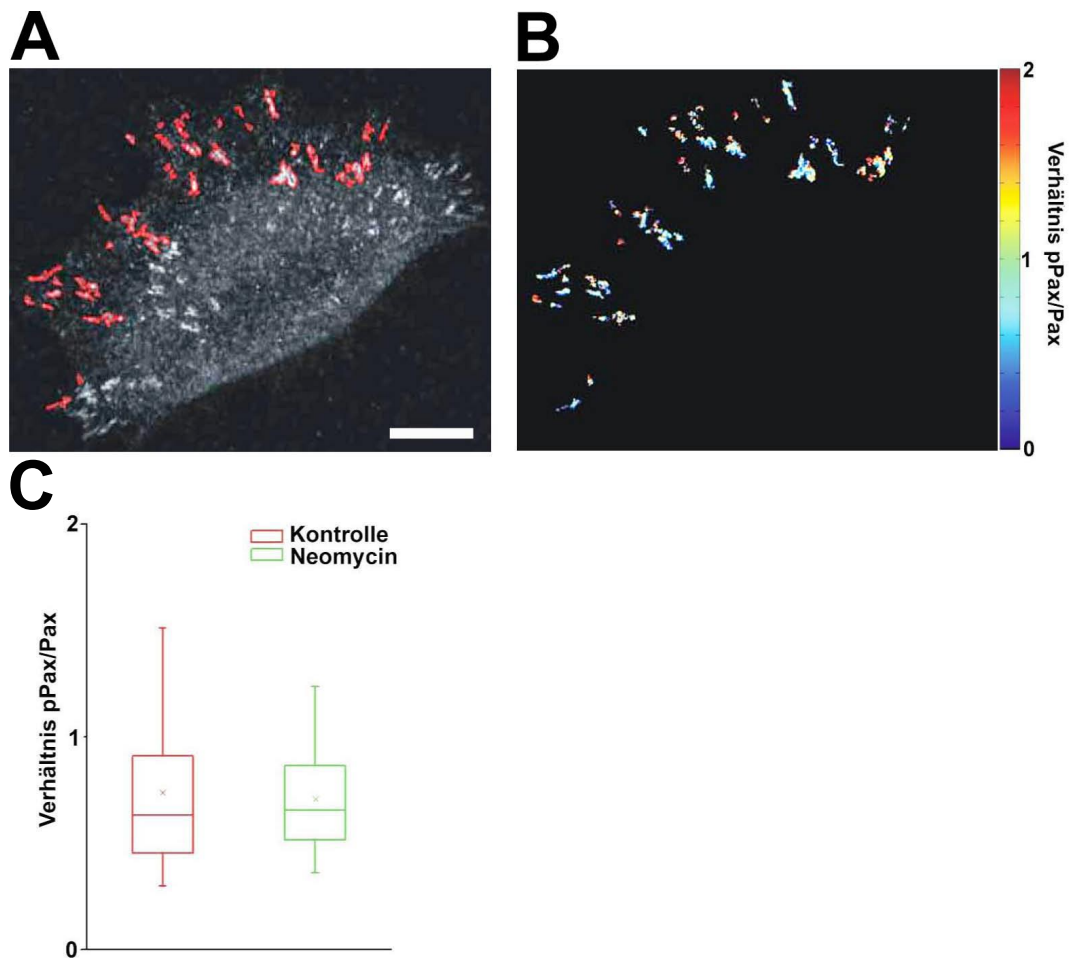 A
B
2
1
0
Verhältnis pPax/Pax
C
2
1
0
Verhältnis pPax/Pax
Kontrolle
Neomycin